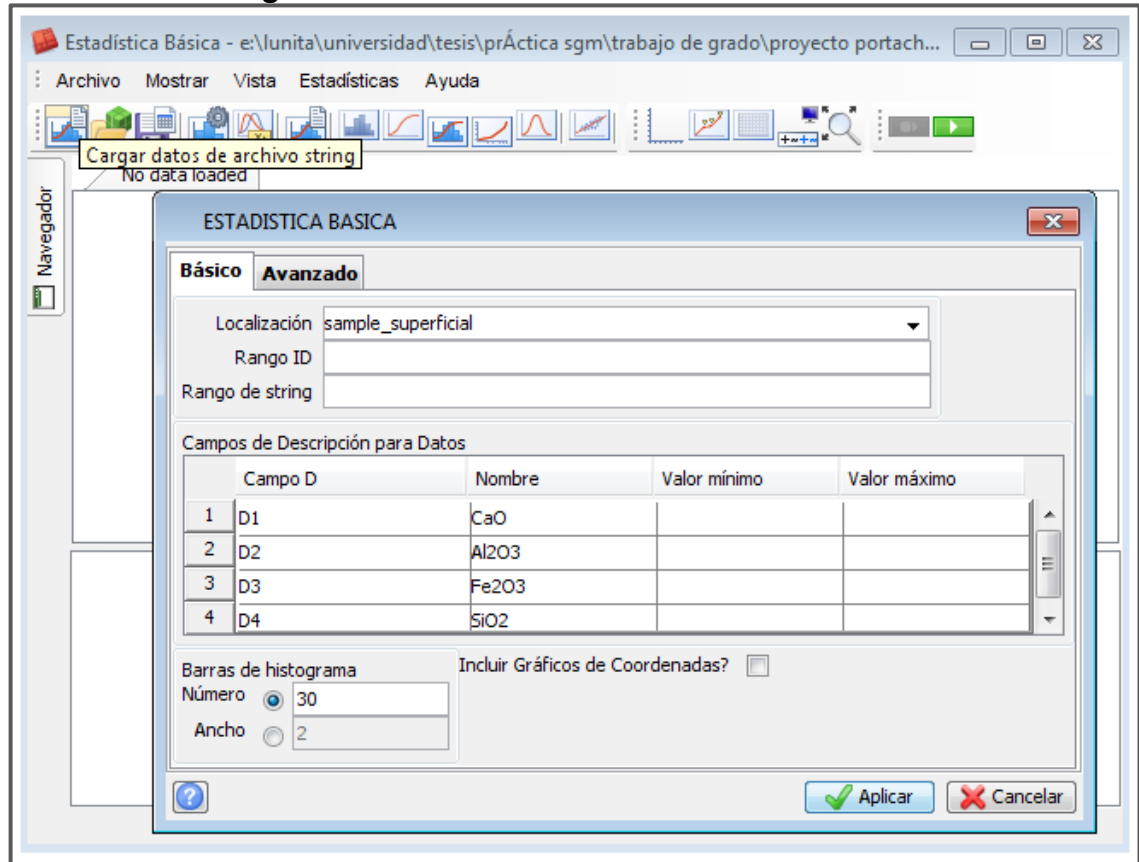 Estadística Básica - e:\lunita\universidad\tesis\prÁctica sgm\trabajo de grado\proyecto portach...
Archivo Mostrar Vista Estadísticas Ayuda
Cargar datos de archivo string
No data loaded
Navegador
ESTADISTICA BASICA
Básico Avanzado
Localización sample_superficial
Rango ID
Rango de string
Campos de Descripción para Datos
Campo D Nombre Valor mínimo Valor máximo
1 D1 CaO
2 D2 Al2O3
3 D3 Fe2O3
4 D4 SiO2
Barras de histograma Incluir Gráficos de Coordenadas?
Número 30
Ancho 2
Aplicar Cancelar